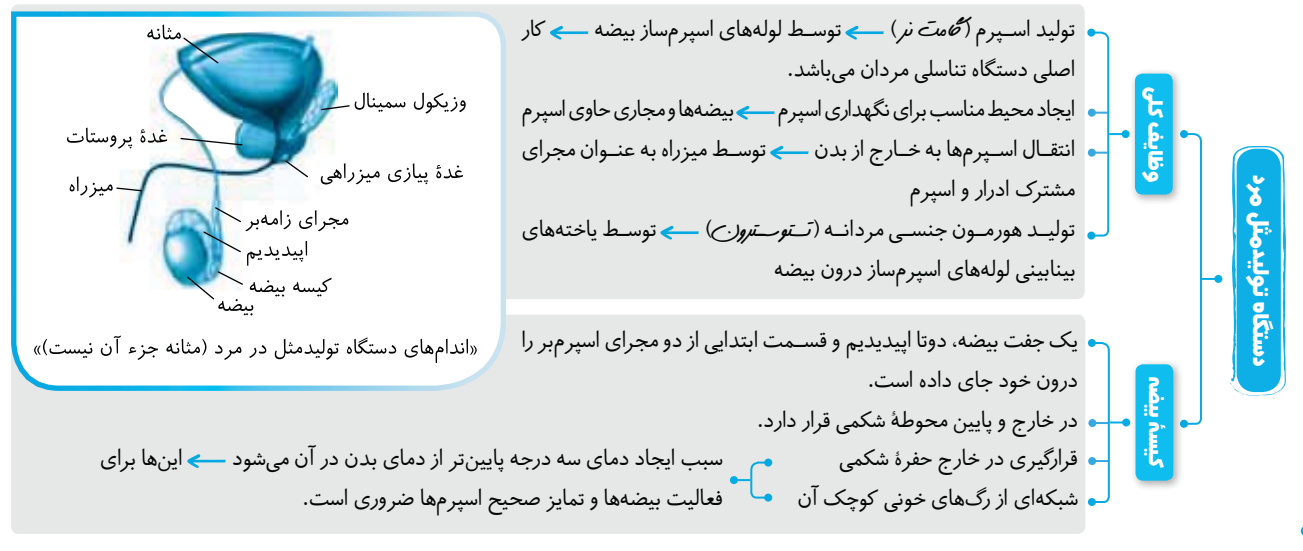 دستگاه تولیدمثل مرد
وظایف کلی
تولید اسپرم (گامت نر) ← توسط لوله‌های اسپرم‌ساز بیضه ← کار
اصلی دستگاه تناسلی مردان می‌باشد.
ایجاد محیط مناسب برای نگهداری اسپرم ← بیضه‌ها و مجاری حاوی اسپرم
انتقال اسپرم‌ها به خارج از بدن ← توسط میزراه به عنوان مجرای
مشترک ادرار و اسپرم
تولید هورمون جنسی مردانه (تستوسترون) ← توسط یاخته‌های
بینابینی لوله‌های اسپرم‌ساز درون بیضه
مثانه
وزیکول سمینال
غدهٔ پروستات
غدهٔ پیازی میزراهی
میزراه
مجرای زامه‌بر
اپیدیدیم
کیسه بیضه
بیضه
«اندام‌های دستگاه تولیدمثل در مرد (مثانه جزء آن نیست)»
کیسهٔ بیضه
یک جفت بیضه، دوتا اپیدیدیم و قسمت ابتدایی از دو مجرای اسپرم‌بر را
درون خود جای داده است.
در خارج و پایین محوطهٔ شکمی قرار دارد.
قرارگیری در خارج حفرهٔ شکمی
شبکه‌ای از رگ‌های خونی کوچک آن
سبب ایجاد دمای سه درجه پایین‌تر از دمای بدن در آن می‌شود ← این‌ها برای
فعالیت بیضه‌ها و تمایز صحیح اسپرم‌ها ضروری است.